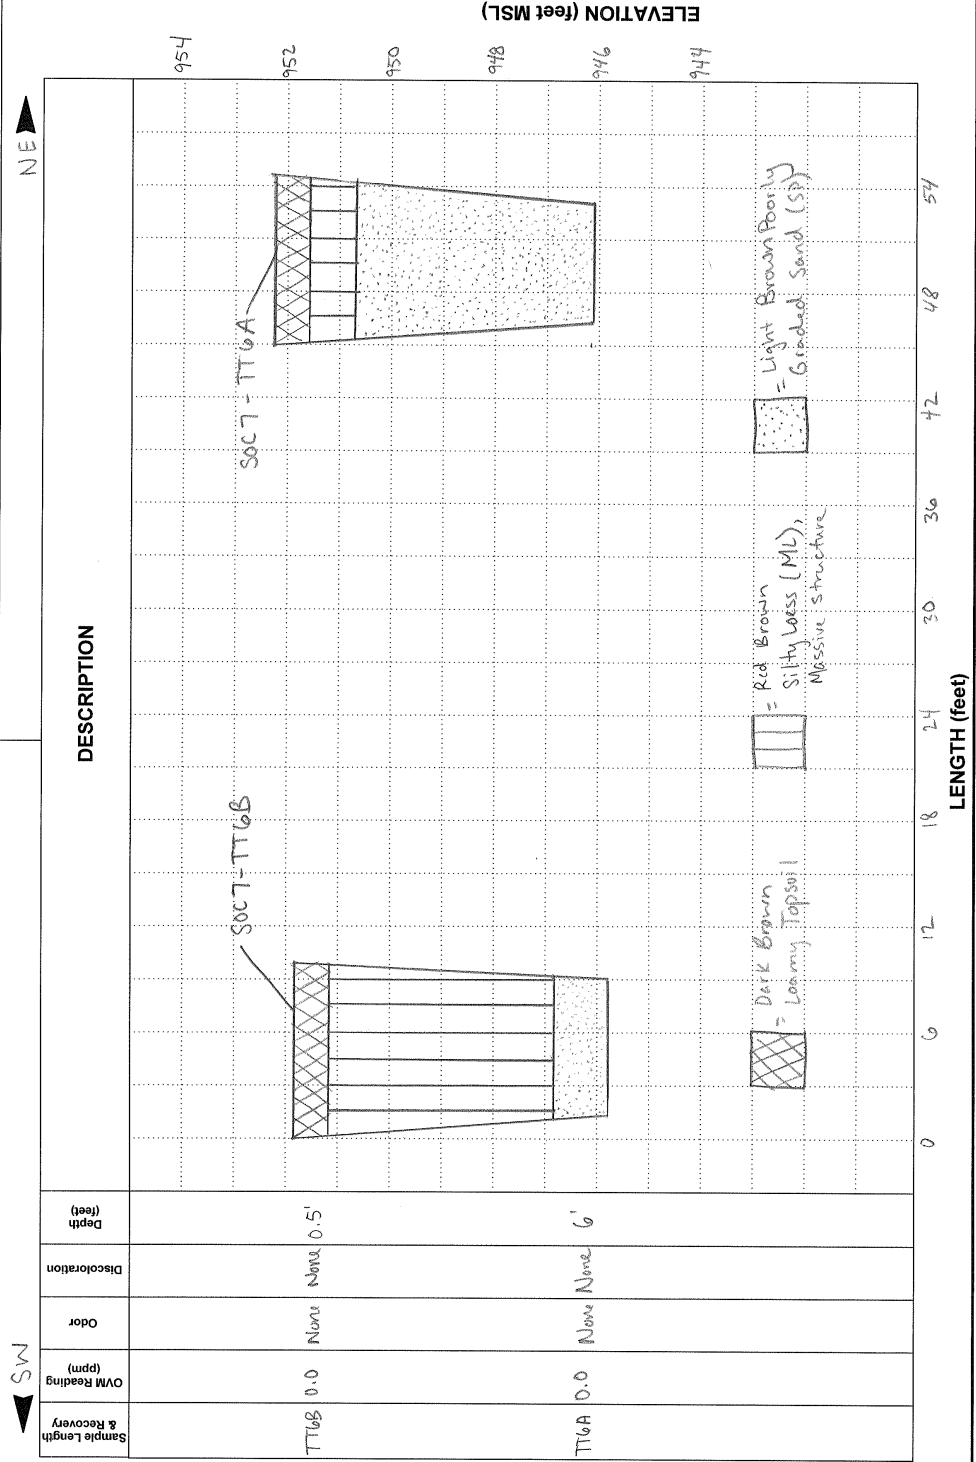 SW
NE
Sample Length
& Recovery
OVM Reading
(ppm)
Odor
Discoloration
Depth
(feet)
DESCRIPTION
ELEVATION (feet MSL)
954
952
950
948
946
944
TT6B 0.0 None None 0.5'
TT6A 0.0 None None 6'
SOC7-TT6B
SOC7-TT6A
= Dark Brown
Loamy Topsoil
= Red Brown
Sility Loess (ML),
Massive Structure
= Light Brown Poorly
Graded Sand (SP)
0 6 12 18 24 30 36 42 48 54
LENGTH (feet)